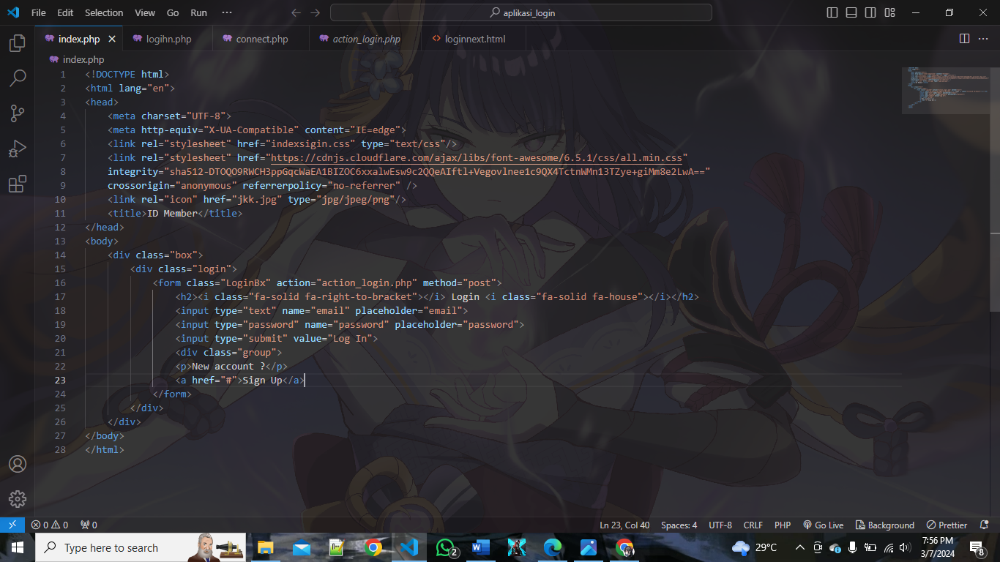 File Edit Selection View Go Run ··· aplikasi_login
index.php logihn.php connect.php action_login.php loginnext.html
index.php
1 <!DOCTYPE html>
2 <html lang="en">
3 <head>
4 <meta charset="UTF-8">
5 <meta http-equiv="X-UA-Compatible" content="IE=edge">
6 <link rel="stylesheet" href="indexsigin.css" type="text/css"/>
7 <link rel="stylesheet" href="https://cdnjs.cloudflare.com/ajax/libs/font-awesome/6.5.1/css/all.min.css"
8 integrity="sha512-DTOQO9RWCH3ppGqcWaEA1BIZOC6xxalwEsw9c2QQeAIftl+Vegovlnee1c9QX4TctnWMn13TZye+giMm8e2LwA=="
9 crossorigin="anonymous" referrerpolicy="no-referrer" />
10 <link rel="icon" href="jkk.jpg" type="jpg/jpeg/png"/>
11 <title>ID Member</title>
12 </head>
13 <body>
14 <div class="box">
15 <div class="login">
16 <form class="LoginBx" action="action_login.php" method="post">
17 <h2><i class="fa-solid fa-right-to-bracket"></i> Login <i class="fa-solid fa-house"></i></h2>
18 <input type="text" name="email" placeholder="email">
19 <input type="password" name="password" placeholder="password">
20 <input type="submit" value="Log In">
21 <div class="group">
22 <p>New account ?</p>
23 <a href="#">Sign Up</a>
24 </form>
25 </div>
26 </div>
27 </body>
28 </html>
0 0 0 Ln 23, Col 40 Spaces: 4 UTF-8 CRLF PHP Go Live Background Prettier
Type here to search 2 29°C 7:56 PM
3/7/2024 8